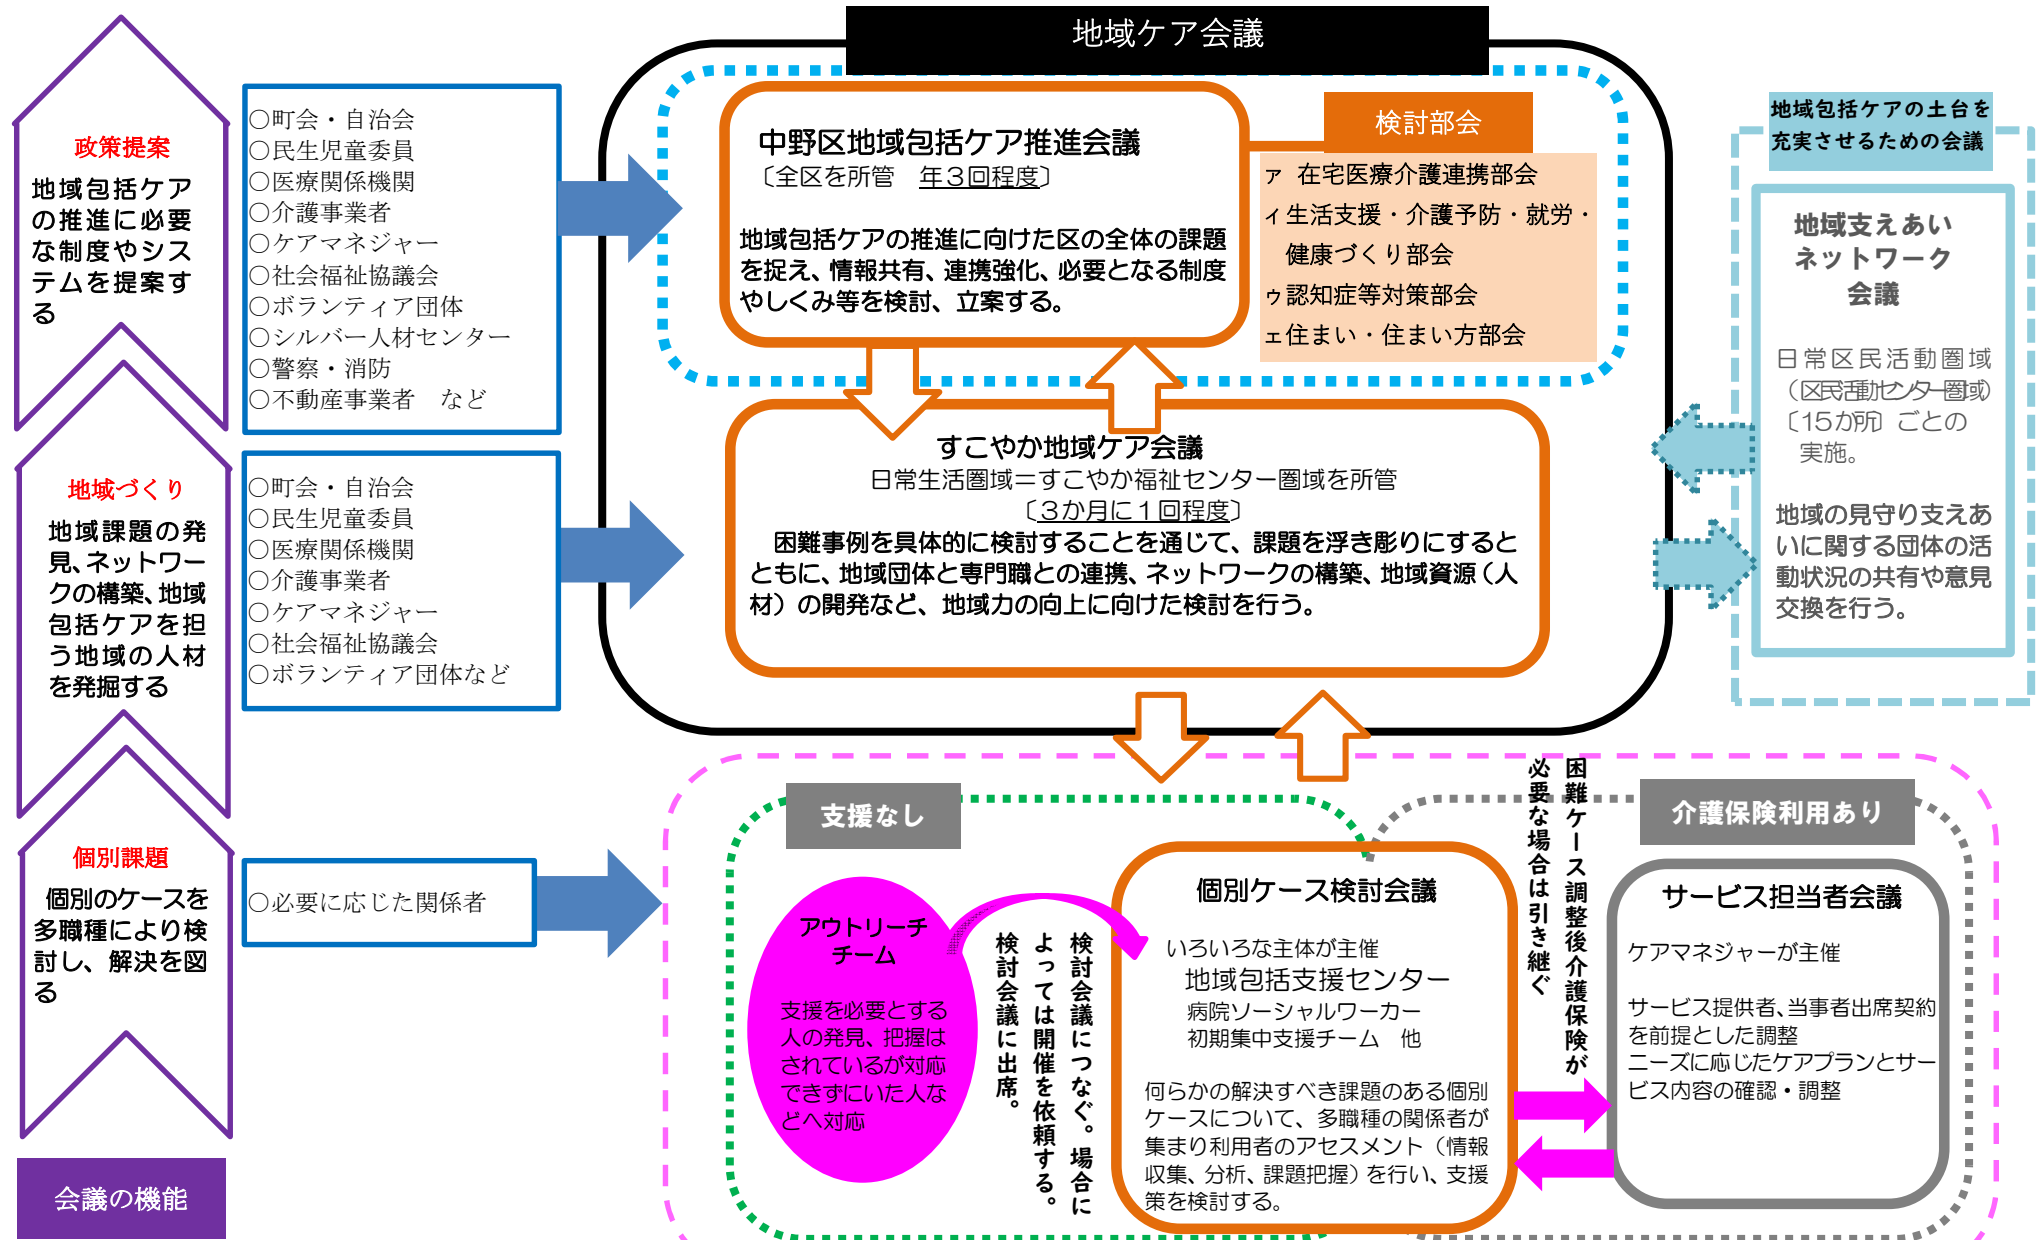 地域ケア会議
政策提案
地域包括ケア
の推進に必要
な制度やシス
テムを提案す
る
地域づくり
地域課題の発
見、ネットワー
クの構築、地域
包括ケアを担
う地域の人材
を発掘する
個別課題
個別のケースを
多職種により検
討し、解決を図
る
会議の機能
○町会・自治会
○民生児童委員
○医療関係機関
○介護事業者
○ケアマネジャー
○社会福祉協議会
○ボランティア団体
○シルバー人材センター
○警察・消防
○不動産事業者　など
○町会・自治会
○民生児童委員
○医療関係機関
○介護事業者
○ケアマネジャー
○社会福祉協議会
○ボランティア団体など
○必要に応じた関係者
中野区地域包括ケア推進会議
〔全区を所管　年３回程度〕
地域包括ケアの推進に向けた区の全体の課題
を捉え、情報共有、連携強化、必要となる制度
やしくみ等を検討、立案する。
検討部会
ァ 在宅医療介護連携部会
ィ生活支援・介護予防・就労・
健康づくり部会
ゥ認知症等対策部会
ェ住まい・住まい方部会
すこやか地域ケア会議
日常生活圏域＝すこやか福祉センター圏域を所管
〔３か月に１回程度〕
困難事例を具体的に検討することを通じて、課題を浮き彫りにすると
ともに、地域団体と専門職との連携、ネットワークの構築、地域資源（人
材）の開発など、地域力の向上に向けた検討を行う。
地域包括ケアの土台を
充実させるための会議
地域支えあい
ネットワーク
会議
日常区民活動圏域
（区民活動センター圏域）
〔15か所〕ごとの
実施。
地域の見守り支えあ
いに関する団体の活
動状況の共有や意見
交換を行う。
支援なし
アウトリーチ
チーム
支援を必要とする
人の発見、把握は
されているが対応
できずにいた人な
どへ対応
検討会議につなぐ。場合に
よっては開催を依頼する。
検討会議に出席。
個別ケース検討会議
いろいろな主体が主催
地域包括支援センター
病院ソーシャルワーカー
初期集中支援チーム　他
何らかの解決すべき課題のある個別
ケースについて、多職種の関係者が
集まり利用者のアセスメント（情報
収集、分析、課題把握）を行い、支援
策を検討する。
困難ケース調整後介護保険が
必要な場合は引き継ぐ
介護保険利用あり
サービス担当者会議
ケアマネジャーが主催
サービス提供者、当事者出席契約
を前提とした調整
ニーズに応じたケアプランとサー
ビス内容の確認・調整